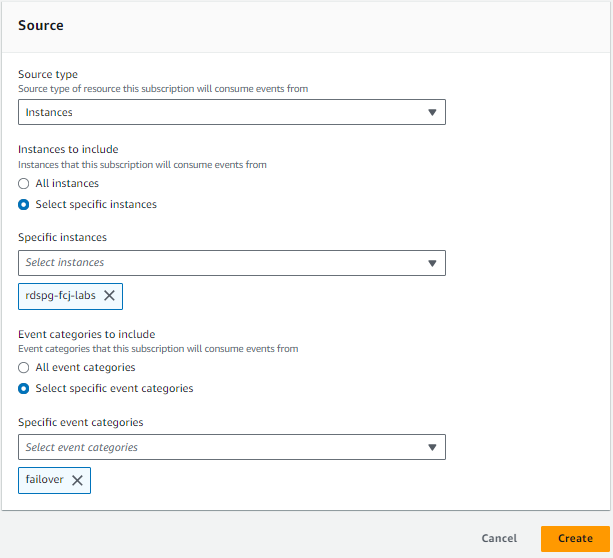 Source
Source type
Source type of resource this subscription will consume events from
Instances
Instances to include
Instances that this subscription will consume events from
All instances
Select specific instances
Specific instances
Select instances
rdspg-fcj-labs
Event categories to include
Event categories that this subscription will consume events from
All event categories
Select specific event categories
Specific event categories
Select event categories
failover
Cancel Create